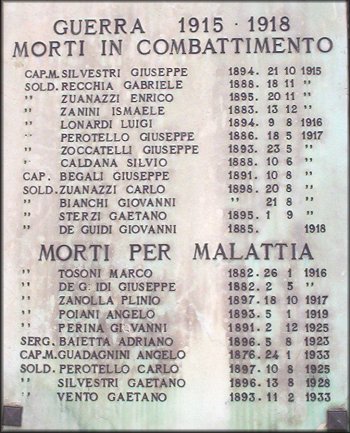 GUERRA 1915 · 1918
MORTI IN COMBATTIMENTO
CAP.M. SILVESTRI GIUSEPPE 1894. 21 10 1915
SOLD. RECCHIA GABRIELE 1888. 18 11 "
" ZUANAZZI ENRICO 1895. 20 11 "
" ZANINI ISMAELE 1883. 13 12 "
" LONARDI LUIGI 1894. 9 8 1916
" PEROTELLO GIUSEPPE 1886. 18 5 1917
" ZOCCATELLI GIUSEPPE 1893. 23 5 "
" CALDANA SILVIO 1888. 10 6 "
CAP. BEGALI GIUSEPPE 1891. 10 8 "
SOLD. ZUANAZZI CARLO 1898. 20 8 "
" BIANCHI GIOVANNI " 21 8 "
" STERZI GAETANO 1895. 1 9 "
" DE GUIDI GIOVANNI 1885. 1918
MORTI PER MALATTIA
" TOSONI MARCO 1882. 26 1 1916
" DE G IDI GIUSEPPE 1882. 2 5 "
" ZANOLLA PLINIO 1897. 18 10 1917
" POIANI ANGELO 1893. 5 1 1919
" PERINA GI VANNI 1891. 2 12 1925
SERG. BAIETTA ADRIANO 1896. 5 8 1923
CAP.M. GUADAGNINI ANGELO 1876. 24 1 1933
SOLD. PEROTELLO CARLO 1897. 10 8 1925
" SILVESTRI GAETANO 1896. 13 8 1928
" VENTO GAETANO 1893. 11 2 1933